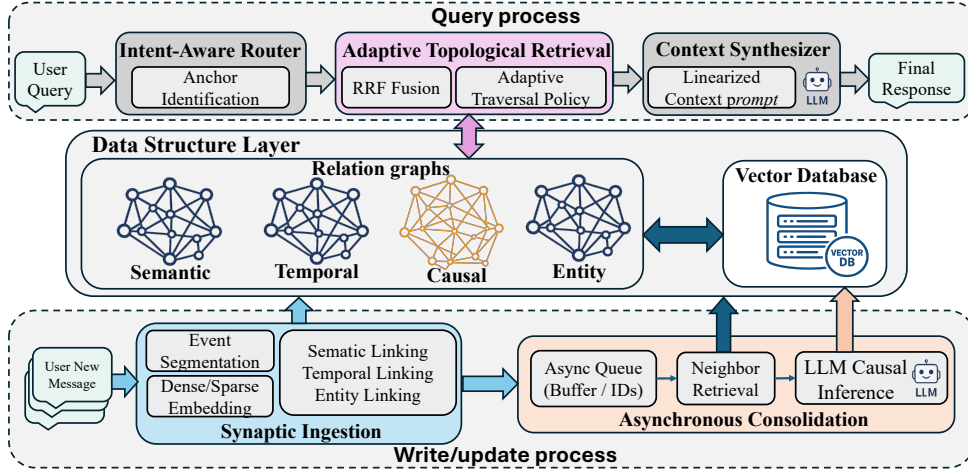 Query process
User
Query
Intent-Aware Router
Anchor
Identification
Adaptive Topological Retrieval
RRF Fusion
Adaptive
Traversal Policy
Context Synthesizer
Linearized
Context prompt
LLM
Final
Response
Data Structure Layer
Relation graphs
Semantic
Temporal
Causal
Entity
Vector Database
VECTOR
DB
User New
Message
Event
Segmentation
Dense/Sparse
Embedding
Sematic Linking
Temporal Linking
Entity Linking
Synaptic Ingestion
Async Queue
(Buffer / IDs)
Neighbor
Retrieval
LLM Causal
Inference
LLM
Asynchronous Consolidation
Write/update process